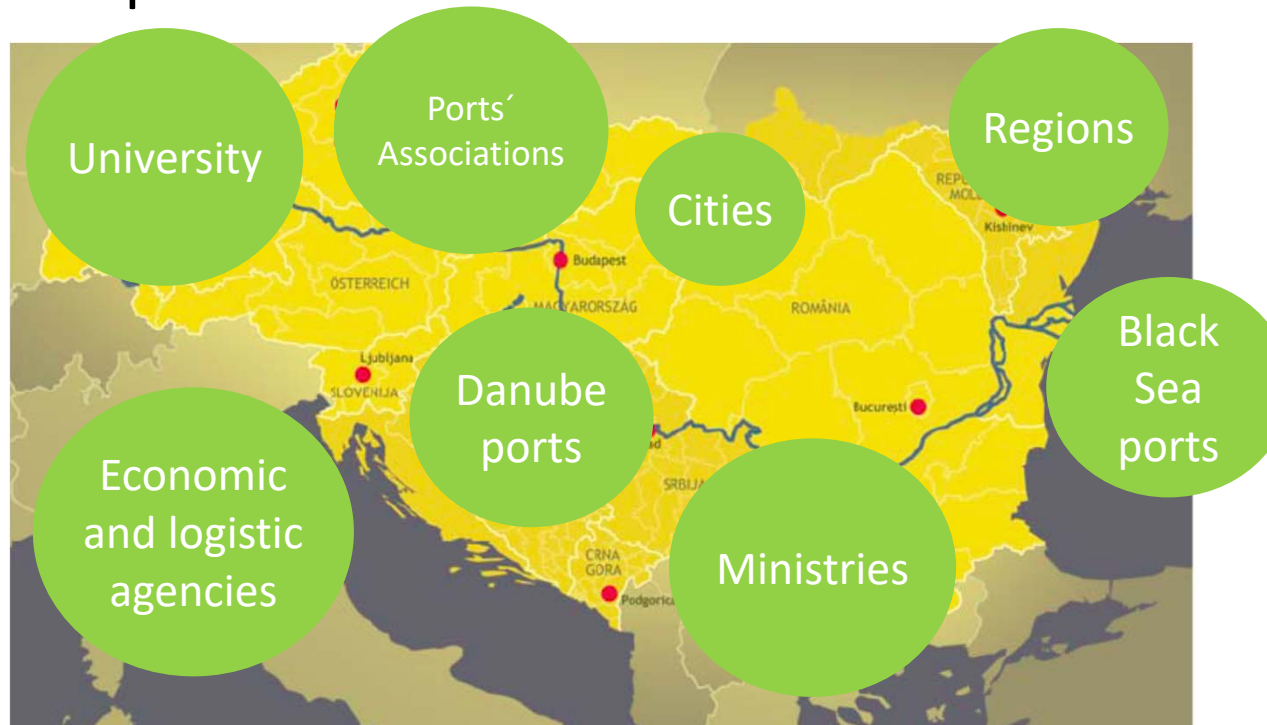 Ports´
Associations
University
Regions
Cities
Kishinev
Budapest
ÖSTERREICH
MAGYARORSZÁG
ROMÂNIA
Black
Sea
ports
Ljubljana
SLOVENIJA
Danube
ports
Bucureşti
Economic
and logistic
agencies
SRBIJA
CRNA
GORA
Podgorica
Ministries